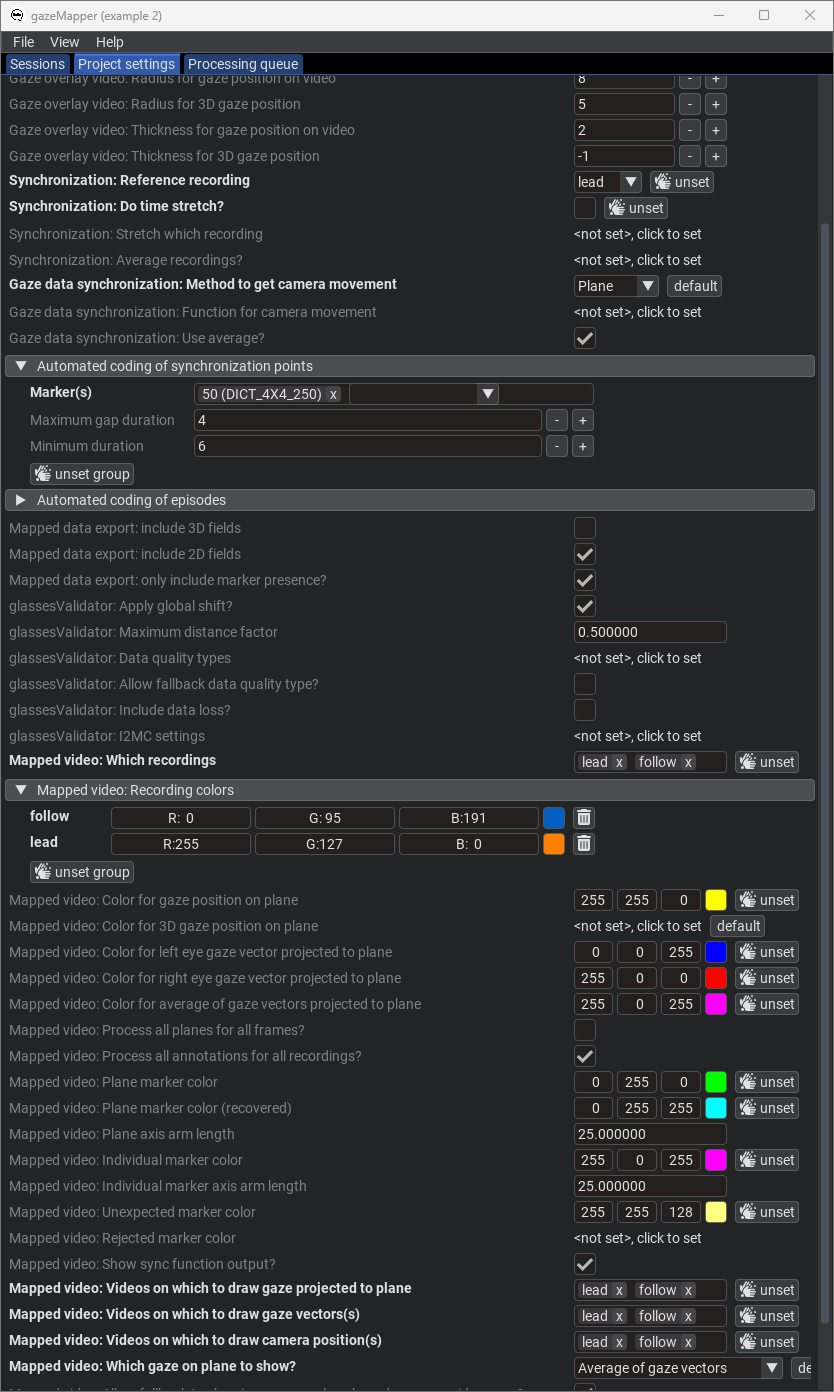 gazeMapper (example 2)
File View Help
Sessions Project settings Processing queue
Gaze overlay video: Radius for gaze position on video 8 - +
Gaze overlay video: Radius for 3D gaze position 5 - +
Gaze overlay video: Thickness for gaze position on video 2 - +
Gaze overlay video: Thickness for 3D gaze position -1 - +
Synchronization: Reference recording lead unset
Synchronization: Do time stretch? unset
Synchronization: Stretch which recording <not set>, click to set
Synchronization: Average recordings? <not set>, click to set
Gaze data synchronization: Method to get camera movement Plane default
Gaze data synchronization: Function for camera movement <not set>, click to set
Gaze data synchronization: Use average?
Automated coding of synchronization points
Marker(s) 50 (DICT_4X4_250) x
Maximum gap duration 4 - +
Minimum duration 6 - +
unset group
Automated coding of episodes
Mapped data export: include 3D fields
Mapped data export: include 2D fields
Mapped data export: only include marker presence?
glassesValidator: Apply global shift?
glassesValidator: Maximum distance factor 0.500000
glassesValidator: Data quality types <not set>, click to set
glassesValidator: Allow fallback data quality type?
glassesValidator: Include data loss?
glassesValidator: I2MC settings <not set>, click to set
Mapped video: Which recordings lead x follow x unset
Mapped video: Recording colors
follow R: 0 G: 95 B:191
lead R:255 G:127 B: 0
unset group
Mapped video: Color for gaze position on plane 255 255 0 unset
Mapped video: Color for 3D gaze position on plane <not set>, click to set default
Mapped video: Color for left eye gaze vector projected to plane 0 0 255 unset
Mapped video: Color for right eye gaze vector projected to plane 255 0 0 unset
Mapped video: Color for average of gaze vectors projected to plane 255 0 255 unset
Mapped video: Process all planes for all frames?
Mapped video: Process all annotations for all recordings?
Mapped video: Plane marker color 0 255 0 unset
Mapped video: Plane marker color (recovered) 0 255 255 unset
Mapped video: Plane axis arm length 25.000000
Mapped video: Individual marker color 255 0 255 unset
Mapped video: Individual marker axis arm length 25.000000
Mapped video: Unexpected marker color 255 255 128 unset
Mapped video: Rejected marker color <not set>, click to set
Mapped video: Show sync function output?
Mapped video: Videos on which to draw gaze projected to plane lead x follow x unset
Mapped video: Videos on which to draw gaze vectors(s) lead x follow x unset
Mapped video: Videos on which to draw camera position(s) lead x follow x unset
Mapped video: Which gaze on plane to show? Average of gaze vectors de